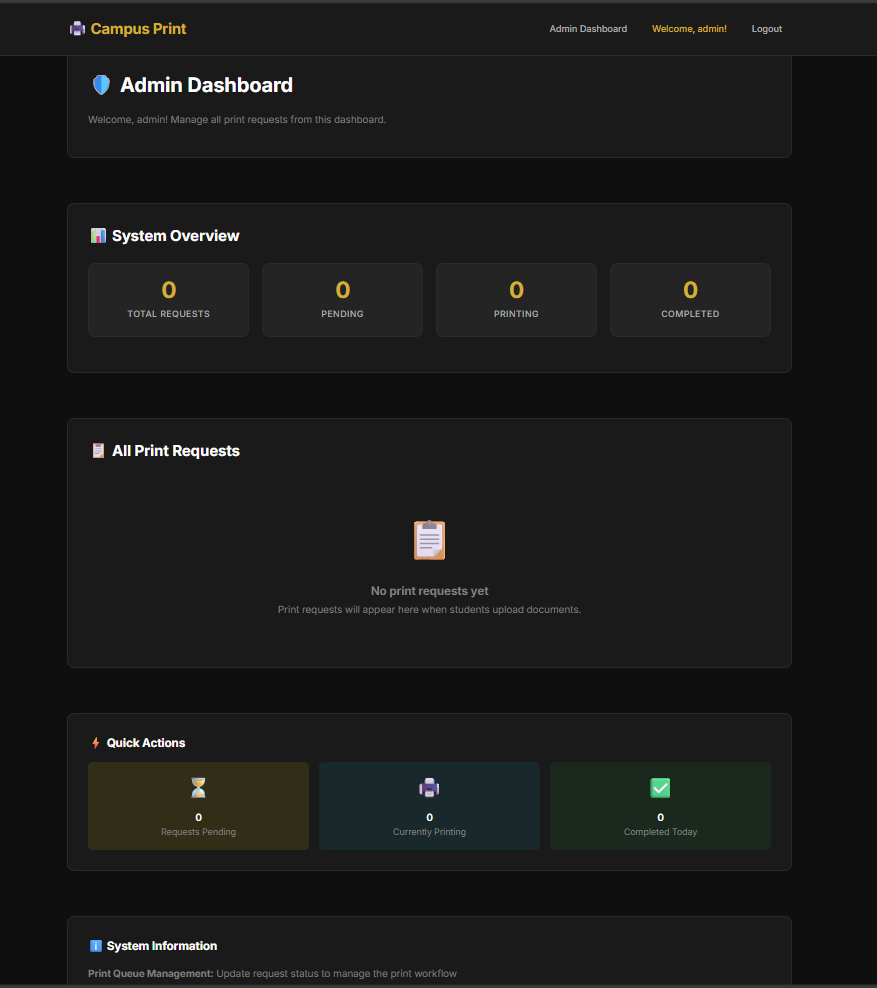 Campus Print
Admin Dashboard
Welcome, admin!
Logout
Admin Dashboard
Welcome, admin! Manage all print requests from this dashboard.
System Overview
0
TOTAL REQUESTS
0
PENDING
0
PRINTING
0
COMPLETED
All Print Requests
No print requests yet
Print requests will appear here when students upload documents.
Quick Actions
0
Requests Pending
0
Currently Printing
0
Completed Today
System Information
Print Queue Management: Update request status to manage the print workflow